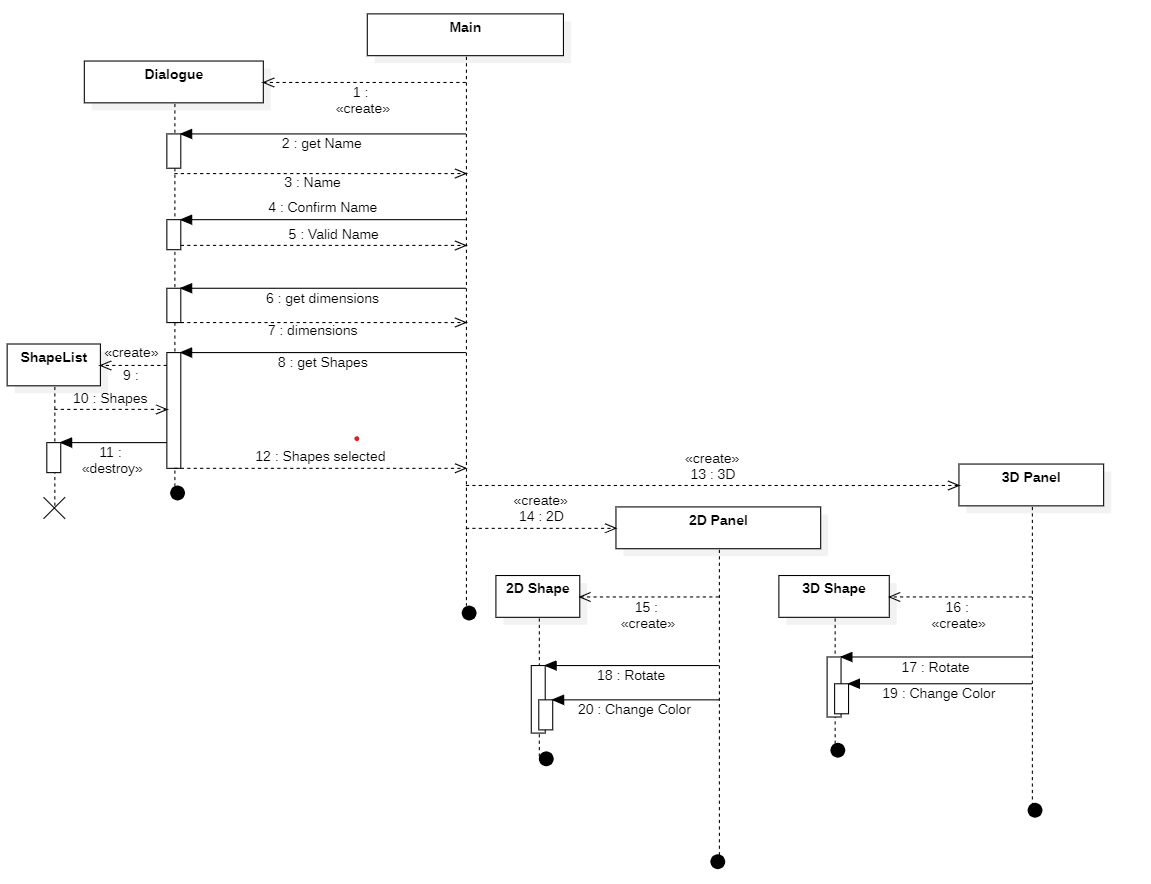 Main
Dialogue
1 :
«create»
2 : get Name
3 : Name
4 : Confirm Name
5 : Valid Name
6 : get dimensions
7 : dimensions
ShapeList
«create»
9 :
8 : get Shapes
10 : Shapes
11 :
«destroy»
12 : Shapes selected
«create»
13 : 3D
3D Panel
«create»
14 : 2D
2D Panel
2D Shape
15 :
«create»
3D Shape
16 :
«create»
18 : Rotate
17 : Rotate
20 : Change Color
19 : Change Color